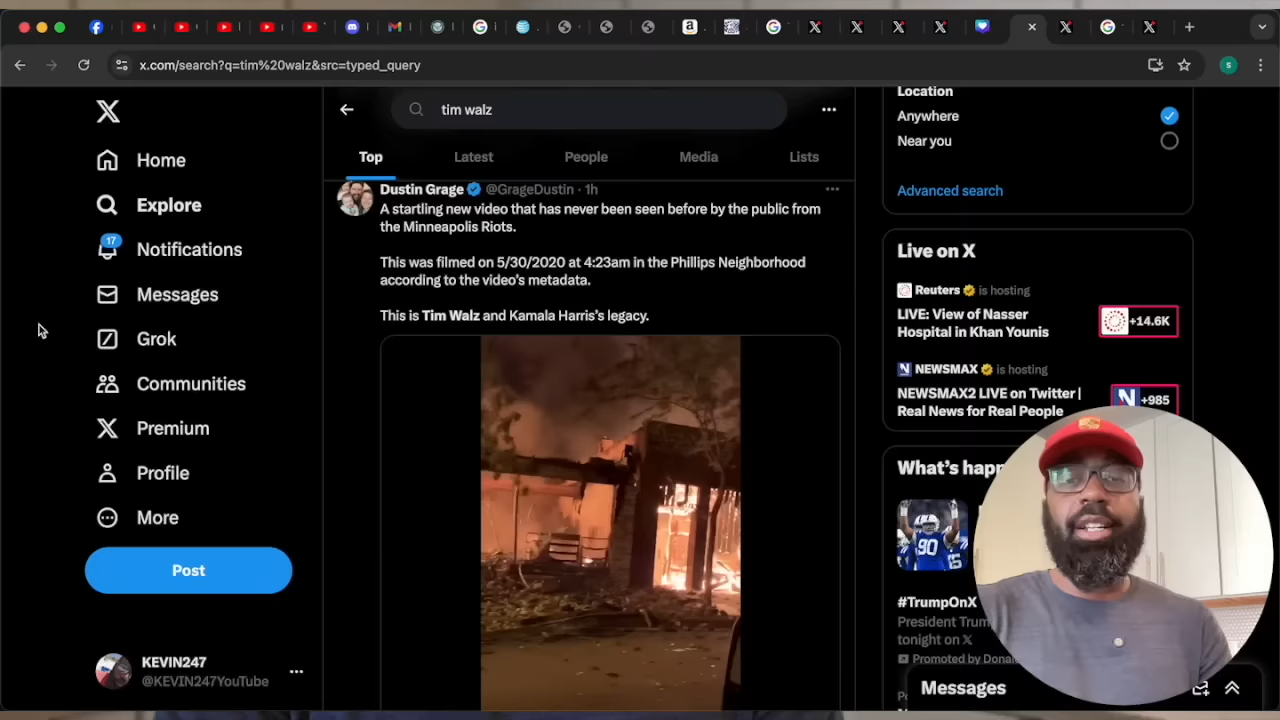 x.com/search?q=tim%20walz&src=typed_query
S
Home
Explore
17
Notifications
Messages
Grok
Communities
Premium
Profile
More
Post
KEVIN247
@KEVIN247YouTube
tim walz
Top
Latest
People
Media
Lists
Dustin Grage @GrageDustin · 1h
A startling new video that has never been seen before by the public from
the Minneapolis Riots.
This was filmed on 5/30/2020 at 4:23am in the Phillips Neighborhood
according to the video's metadata.
This is Tim Walz and Kamala Harris's legacy.
Location
Anywhere
Near you
Advanced search
Live on X
Reuters is hosting
LIVE: View of Nasser
Hospital in Khan Younis
+14.6K
NEWSMAX is hosting
NEWSMAX2 LIVE on Twitter |
Real News for Real People
N +985
What's hap
90
#TrumpOnX
President Trum
tonight on X
Promoted by Donal
Messages